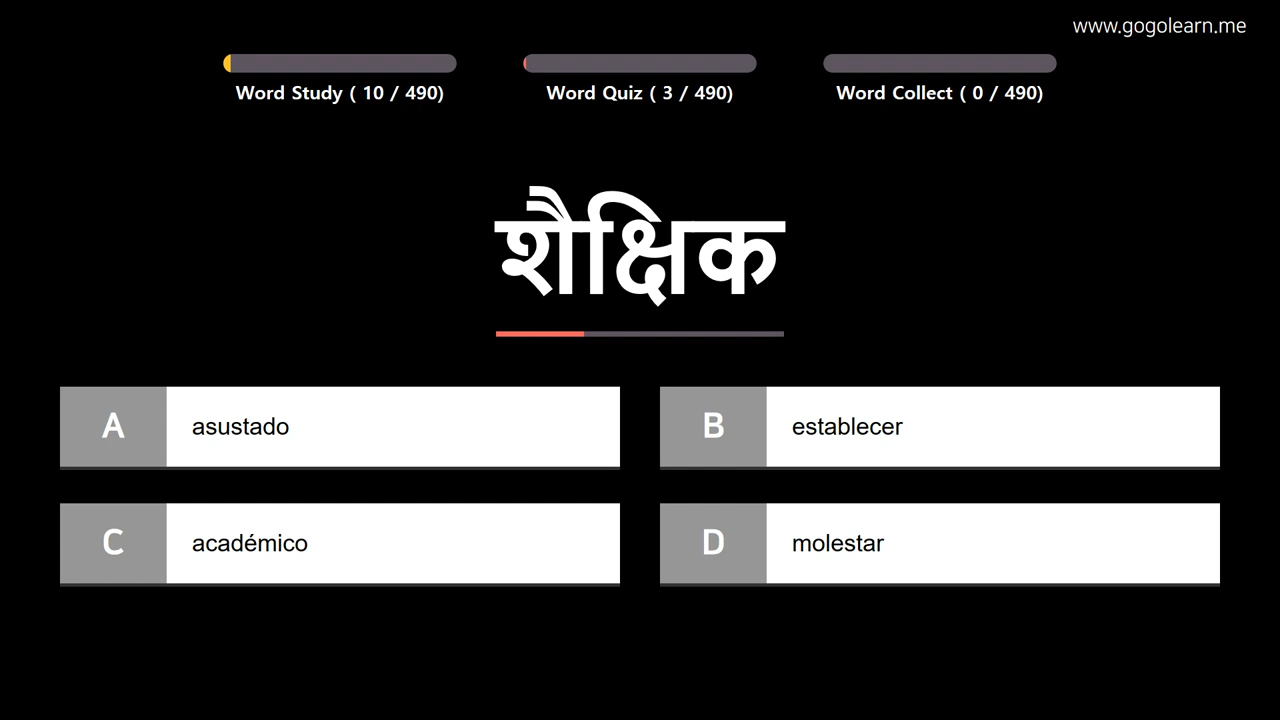 www.gogolearn.me
Word Study ( 10 / 490)
Word Quiz ( 3 / 490)
Word Collect ( 0 / 490)
शैक्षिक
A asustado
B establecer
C académico
D molestar